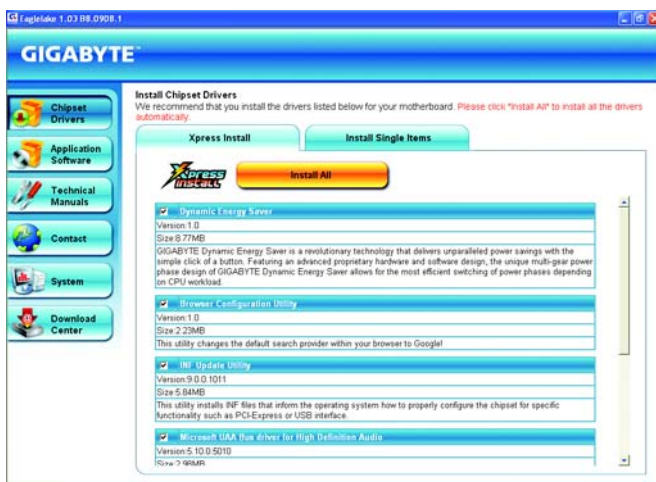 Eaglelake 1.03 B8.0908.1
GIGABYTE™
Chipset
Drivers
Application
Software
Technical
Manuals
Contact
System
Download
Center
Install Chipset Drivers
We recommend that you install the drivers listed below for your motherboard. Please click "Install All" to install all the drivers
automatically.
Xpress Install
Install Single Items
Xpress
Install
Install All
Dynamic Energy Saver
Version:1.0
Size:8.77MB
GIGABYTE Dynamic Energy Saver is a revolutionary technology that delivers unparalleled power savings with the
simple click of a button. Featuring an advanced proprietary hardware and software design, the unique multi-gear power
phase design of GIGABYTE Dynamic Energy Saver allows for the most efficient switching of power phases depending
on CPU workload.
Browser Configuration Utility
Version:1.0
Size:2.23MB
This utility changes the default search provider within your browser to Google!
INF Update Utility
Version:9.0.0.1011
Size:5.84MB
This utility installs INF files that inform the operating system how to properly configure the chipset for specific
functionality such as PCI-Express or USB interface.
Microsoft UAA Bus driver for High Definition Audio
Version:5.10.0.5010
Size:2.98MB